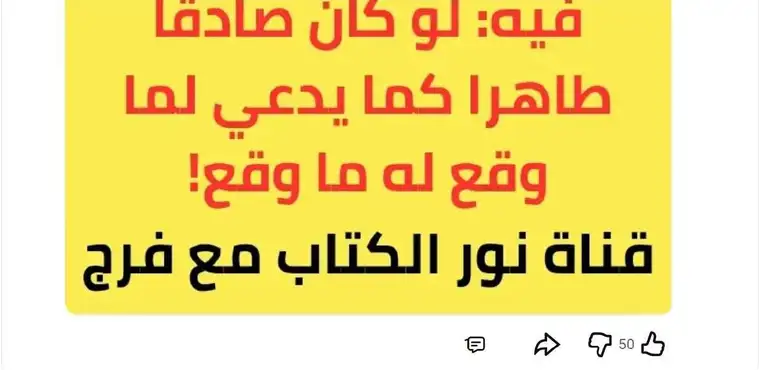 فيه: لو كان صادقا
طاهرا كما يدعي لما
وقع له ما وقع!
قناة نور الكتاب مع فرج
50